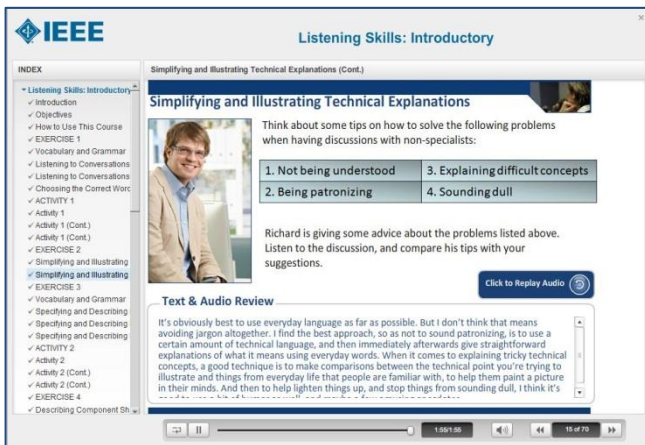 IEEE
Listening Skills: Introductory
INDEX
Simplifying and Illustrating Technical Explanations (Cont.)
Listening Skills: Introductory
Introduction
Objectives
How to Use This Course
EXERCISE 1
Vocabulary and Grammar
Listening to Conversations
Listening to Conversations
Choosing the Correct Word
ACTIVITY 1
Activity 1
Activity 1 (Cont.)
Activity 1 (Cont.)
EXERCISE 2
Simplifying and Illustrating
Simplifying and Illustrating
EXERCISE 3
Vocabulary and Grammar
Specifying and Describing
Specifying and Describing
Specifying and Describing
ACTIVITY 2
Activity 2
Activity 2 (Cont.)
Activity 2 (Cont.)
EXERCISE 4
Describing Component Sh
Simplifying and Illustrating Technical Explanations
Think about some tips on how to solve the following problems
when having discussions with non-specialists:
1. Not being understood 3. Explaining difficult concepts
2. Being patronizing 4. Sounding dull
Richard is giving some advice about the problems listed above.
Listen to the discussion, and compare his tips with your
suggestions.
Click to Replay Audio
Text & Audio Review
It's obviously best to use everyday language as far as possible. But I don't think that means
avoiding jargon altogether. I find the best approach, so as not to sound patronizing, is to use a
certain amount of technical language, and then immediately afterwards give straightforward
explanations of what it means using everyday words. When it comes to explaining tricky technical
concepts, a good technique is to make comparisons between the technical point you're trying to
illustrate and things from everyday life that people are familiar with, to help them paint a picture
in their minds. And then to help lighten things up, and stop things from sounding dull, I think it's
1:55/1:55
15 of 70